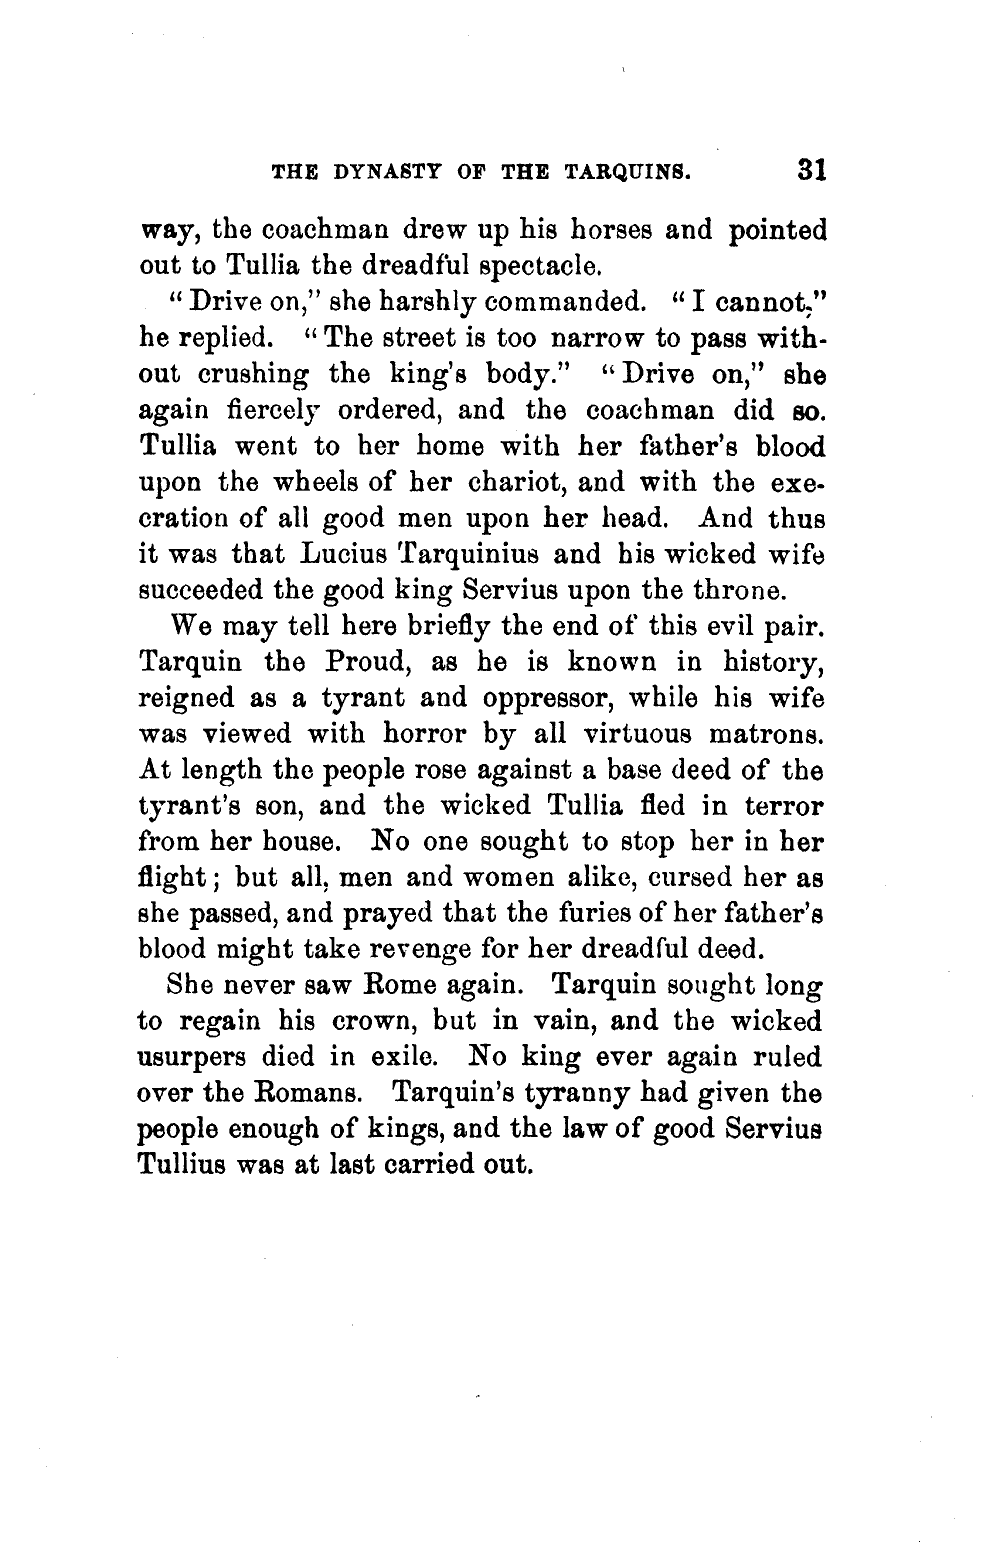 THE DYNASTY OF THE TARQUINS. 31
way, the coachman drew up his horses and pointed
out to Tullia the dreadful spectacle.
“Drive on,” she harshly commanded. “I cannot,”
he replied. “The street is too narrow to pass with-
out crushing the king’s body.” “Drive on,” she
again fiercely ordered, and the coachman did so.
Tullia went to her home with her father’s blood
upon the wheels of her chariot, and with the exe-
cration of all good men upon her head. And thus
it was that Lucius Tarquinius and his wicked wife
succeeded the good king Servius upon the throne.
We may tell here briefly the end of this evil pair.
Tarquin the Proud, as he is known in history,
reigned as a tyrant and oppressor, while his wife
was viewed with horror by all virtuous matrons.
At length the people rose against a base deed of the
tyrant’s son, and the wicked Tullia fled in terror
from her house. No one sought to stop her in her
flight; but all, men and women alike, cursed her as
she passed, and prayed that the furies of her father’s
blood might take revenge for her dreadful deed.
She never saw Rome again. Tarquin sought long
to regain his crown, but in vain, and the wicked
usurpers died in exile. No king ever again ruled
over the Romans. Tarquin’s tyranny had given the
people enough of kings, and the law of good Servius
Tullius was at last carried out.